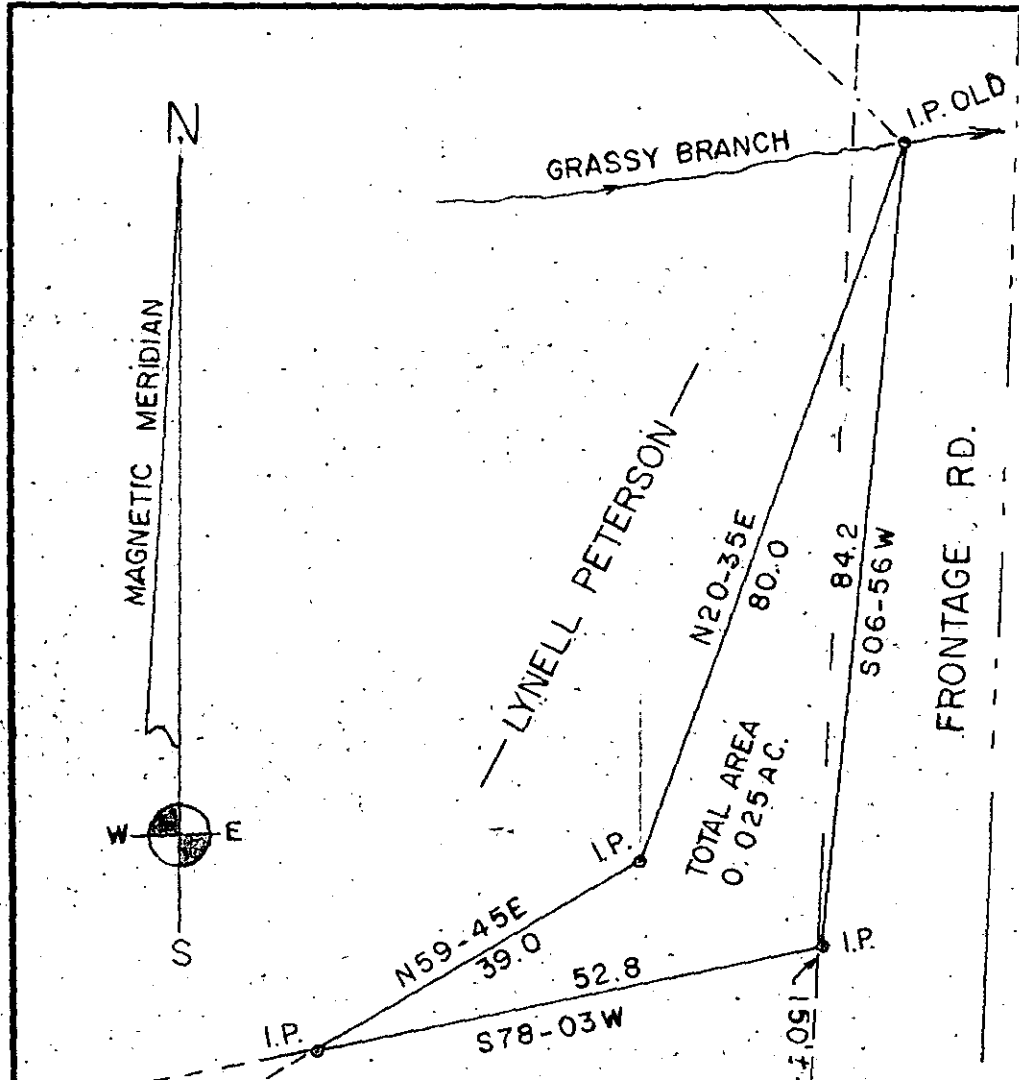 N
I.P. OLD
GRASSY BRANCH
MAGNETIC MERIDIAN
LYNELL PETERSON
N20-35E
80.0
84.2
S06-56W
FRONTAGE RD.
TOTAL AREA
0.025 AC.
W
E
I.P.
S
N59-45E
39.0
52.8
S78-03W
I.P.
I.P.
150'±